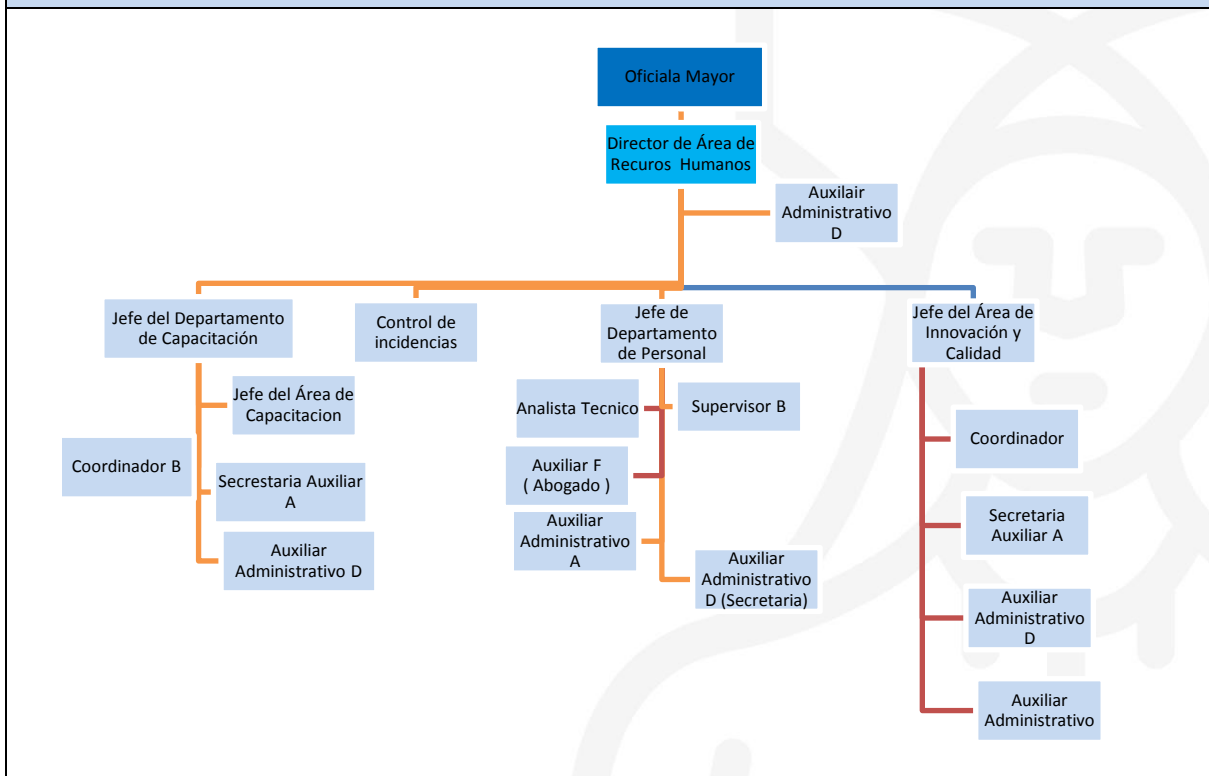 Oficiala Mayor
Director de Área de
Recuros Humanos
Auxilair
Administrativo
D
Jefe del Departamento
de Capacitación
Control de
incidencias
Jefe de
Departamento
de Personal
Jefe del Área de
Innovación y
Calidad
Jefe del Área de
Capacitacion
Coordinador B
Secrestaria Auxiliar
A
Auxiliar
Administrativo D
Analista Tecnico
Supervisor B
Auxiliar F
( Abogado )
Auxiliar
Administrativo
A
Auxiliar
Administrativo
D (Secretaria)
Coordinador
Secretaria
Auxiliar A
Auxiliar
Administrativo
D
Auxiliar
Administrativo